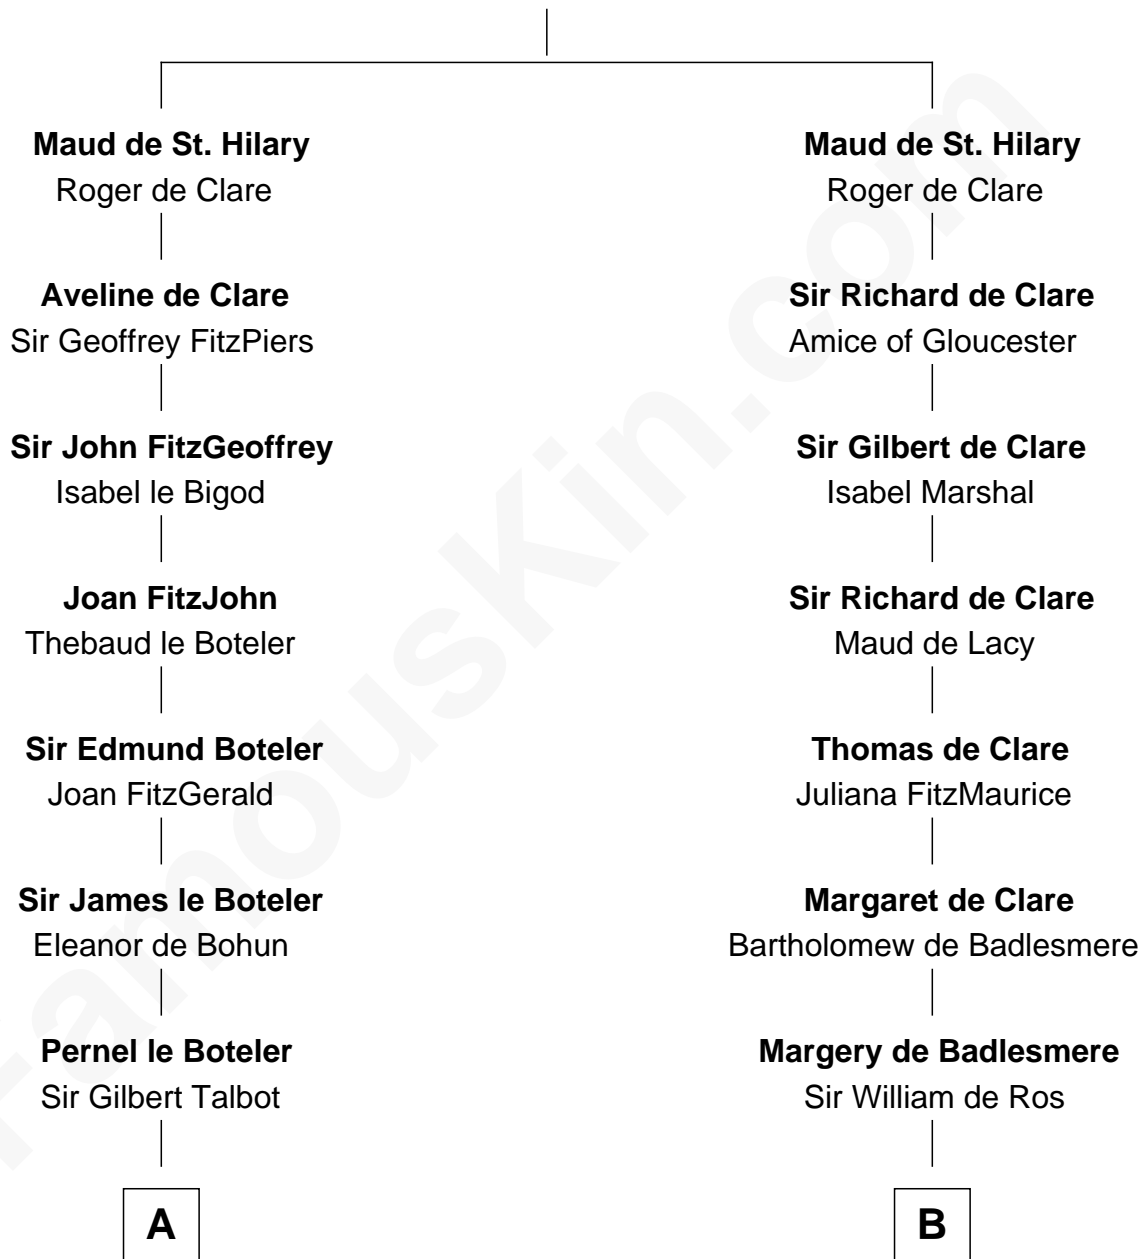 Maud de St. Hilary
Roger de Clare
Aveline de Clare
Sir Geoffrey FitzPiers
Sir John FitzGeoffrey
Isabel le Bigod
Joan FitzJohn
Thebaud le Boteler
Sir Edmund Boteler
Joan FitzGerald
Sir James le Boteler
Eleanor de Bohun
Pernel le Boteler
Sir Gilbert Talbot
A
Maud de St. Hilary
Roger de Clare
Sir Richard de Clare
Amice of Gloucester
Sir Gilbert de Clare
Isabel Marshal
Sir Richard de Clare
Maud de Lacy
Thomas de Clare
Juliana FitzMaurice
Margaret de Clare
Bartholomew de Badlesmere
Margery de Badlesmere
Sir William de Ros
B
FamousKin.com